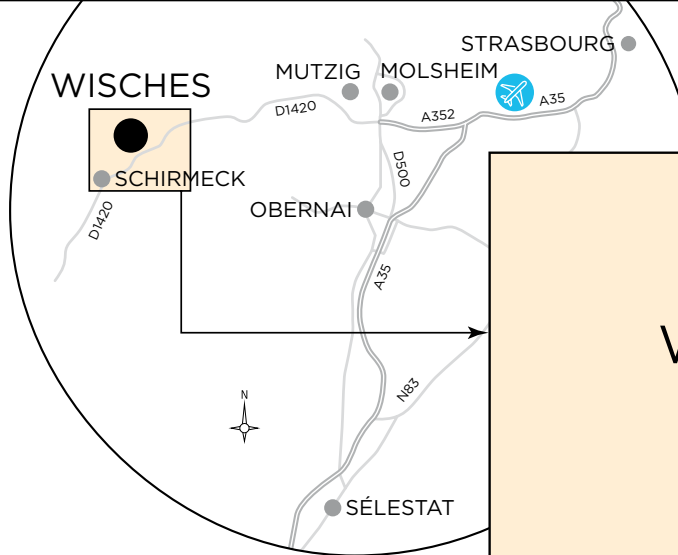 STRASBOURG
MUTZIG
MOLSHEIM
WISCHES
A35
D1420
A352
D500
SCHIRMECK
OBERNAI
D1420
A35
N83
N
SÉLESTAT